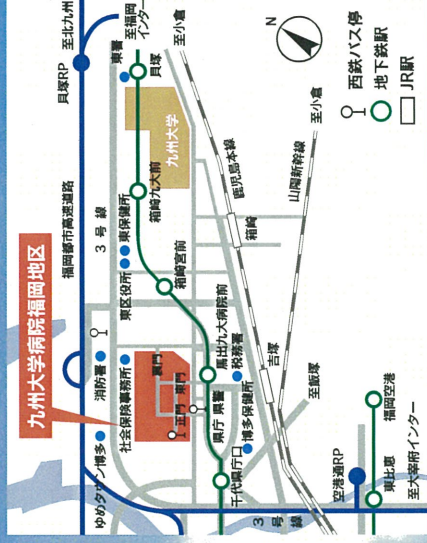 九州大学病院福岡地区
至北九州
貝塚RP
福岡都市高速道路
至福岡
インター
至小倉
東署
貝塚
3号線
九州大学
箱崎九大前
東保健所
東区役所
箱崎宮前
消防署
社会保険事務所
ゆめタウン博多
裏門
東門
正門
馬出九大病院前
県庁 県警
税務署
博多保健所
千代県庁口
鹿児島本線
箱崎
山陽新幹線
至小倉
吉塚
至飯塚
3号線
空港通RP
東比恵
福岡空港
至太宰府インター
西鉄バス停
地下鉄駅
JR駅